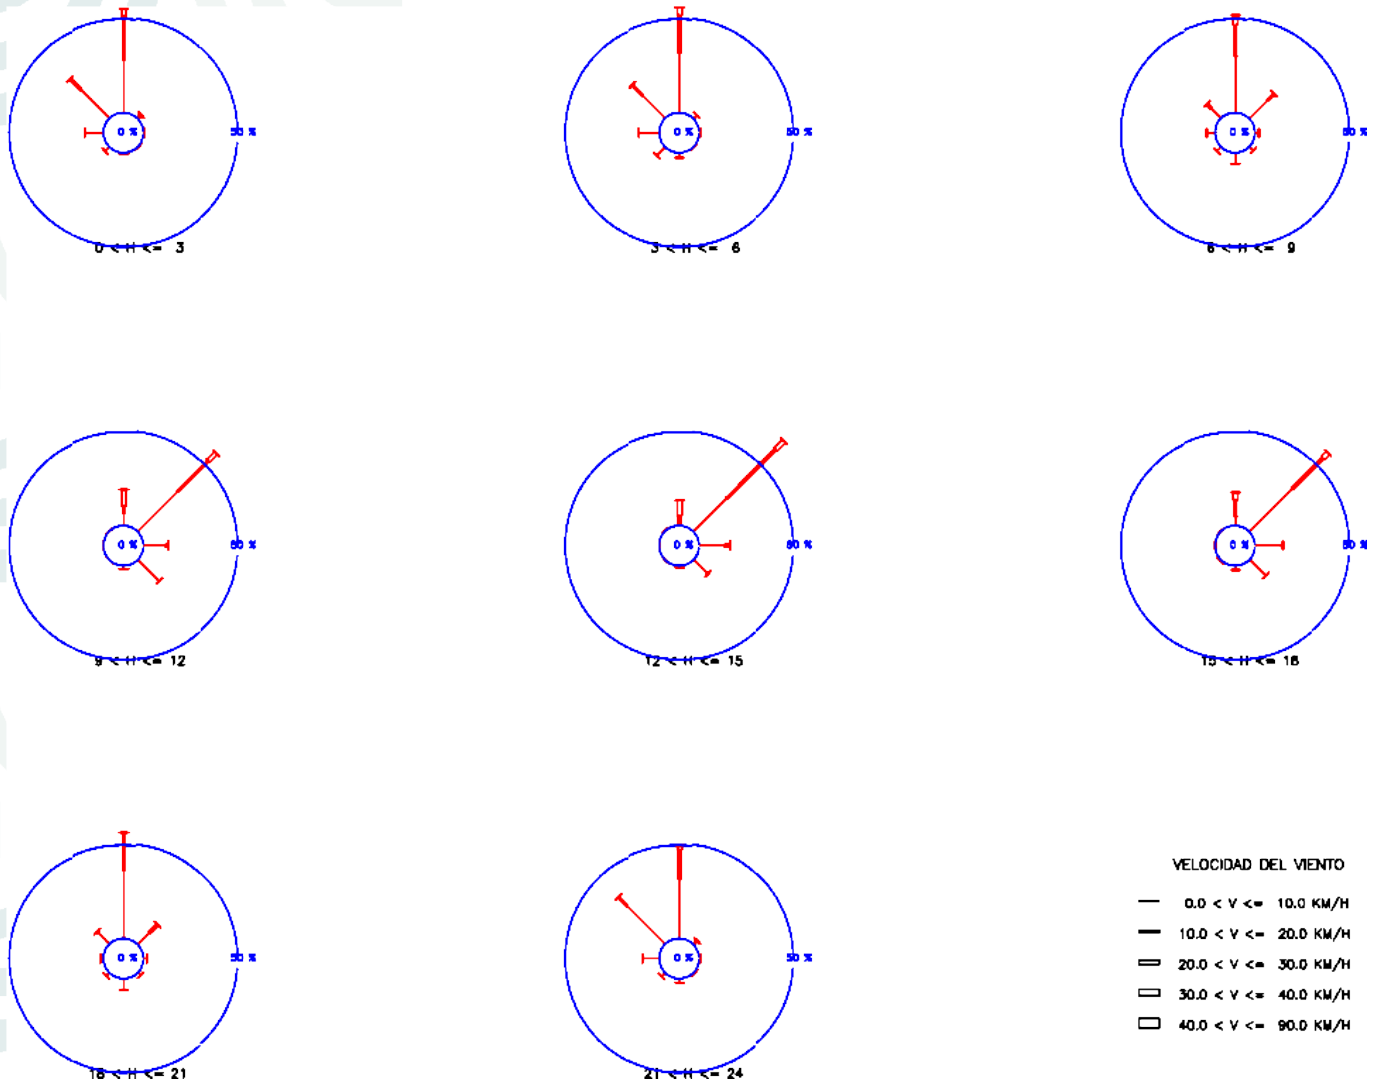 0 % 50 %
0 < H <= 3
0 % 50 %
3 < H <= 6
0 % 50 %
6 < H <= 9
0 % 50 %
9 < H <= 12
0 % 50 %
12 < H <= 15
0 % 50 %
15 < H <= 18
0 % 50 %
18 < H <= 21
0 % 50 %
21 < H <= 24
VELOCIDAD DEL VIENTO
0.0 < V <= 10.0 KM/H
10.0 < V <= 20.0 KM/H
20.0 < V <= 30.0 KM/H
30.0 < V <= 40.0 KM/H
40.0 < V <= 90.0 KM/H